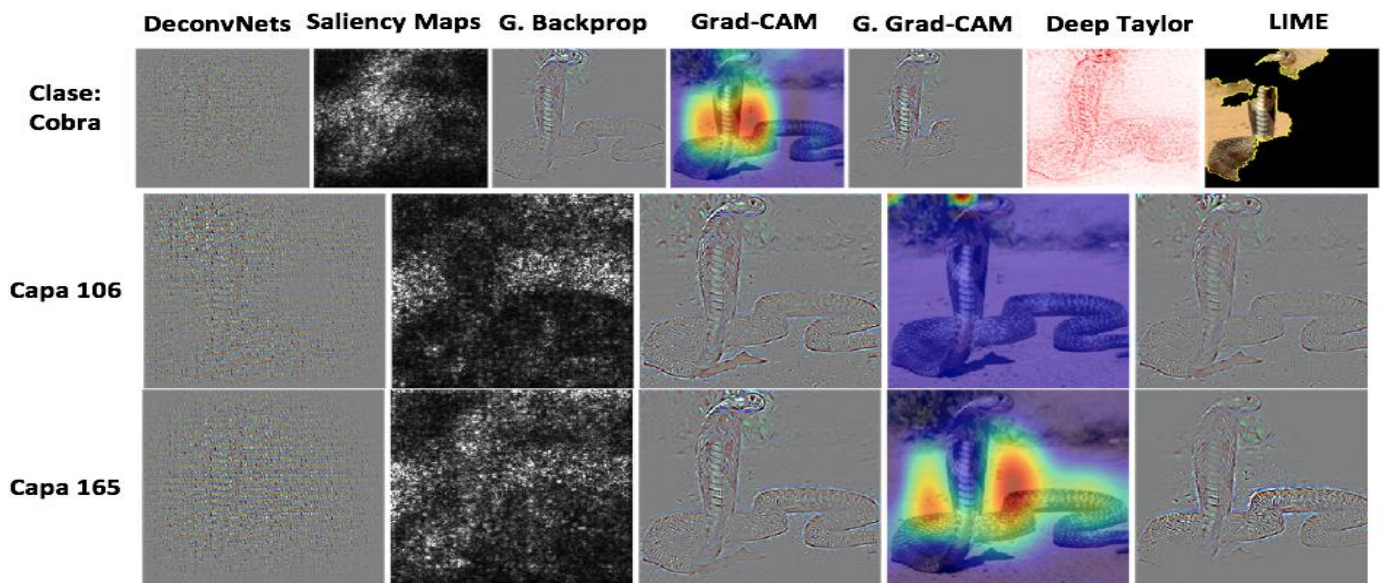 DeconvNets Saliency Maps G. Backprop Grad-CAM G. Grad-CAM Deep Taylor LIME
Clase:
Cobra
Capa 106
Capa 165